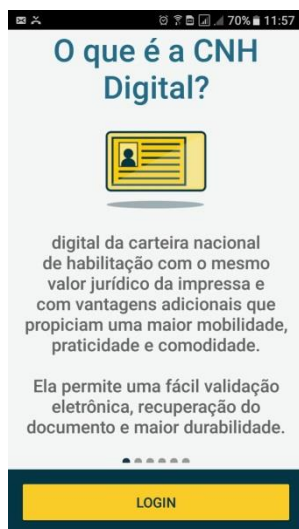 70% 11:57
O que é a CNH
Digital?
digital da carteira nacional
de habilitação com o mesmo
valor jurídico da impressa e
com vantagens adicionais que
propiciam uma maior mobilidade,
praticidade e comodidade.
Ela permite uma fácil validação
eletrônica, recuperação do
documento e maior durabilidade.
LOGIN